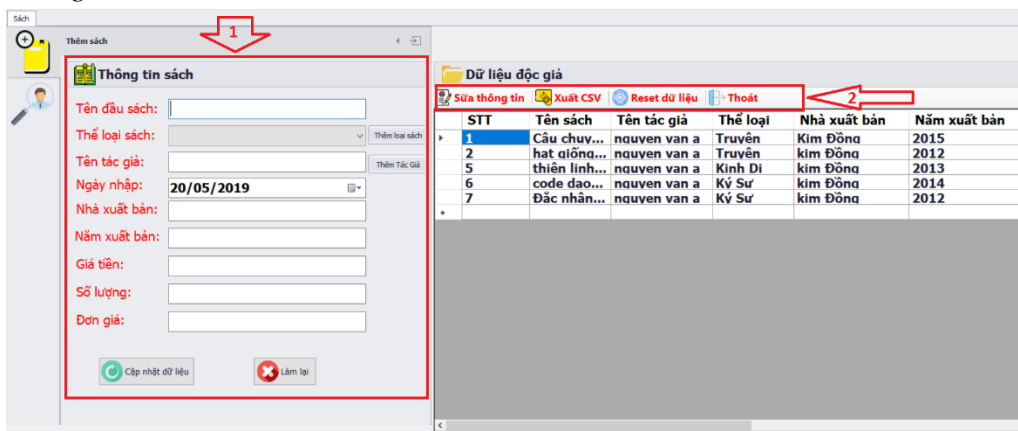 Sách
Thêm sách
1
Thông tin sách
Tên đầu sách:
Thể loại sách:
Thêm loại sách
Tên tác giả:
Thêm Tác Giả
Ngày nhập: 20/05/2019
Nhà xuất bản:
Năm xuất bản:
Giá tiền:
Số lượng:
Đơn giá:
Cập nhật dữ liệu
Làm lại
Dữ liệu độc giả
Sữa thông tin Xuất CSV Reset dữ liệu Thoát
2
STT Tên sách Tên tác giả Thể loại Nhà xuất bản Năm xuất bản
1 Câu chuy... nguyen van a Truyện Kim Đồng 2015
2 hat giống... nguyen van a Truyện kim Đồng 2012
5 thiên linh... nguyen van a Kinh Di kim Đồng 2013
6 code dao... nguyen van a Ký Sư kim Đồng 2014
7 Đắc nhân... nguyen van a Ký Sư kim Đồng 2012